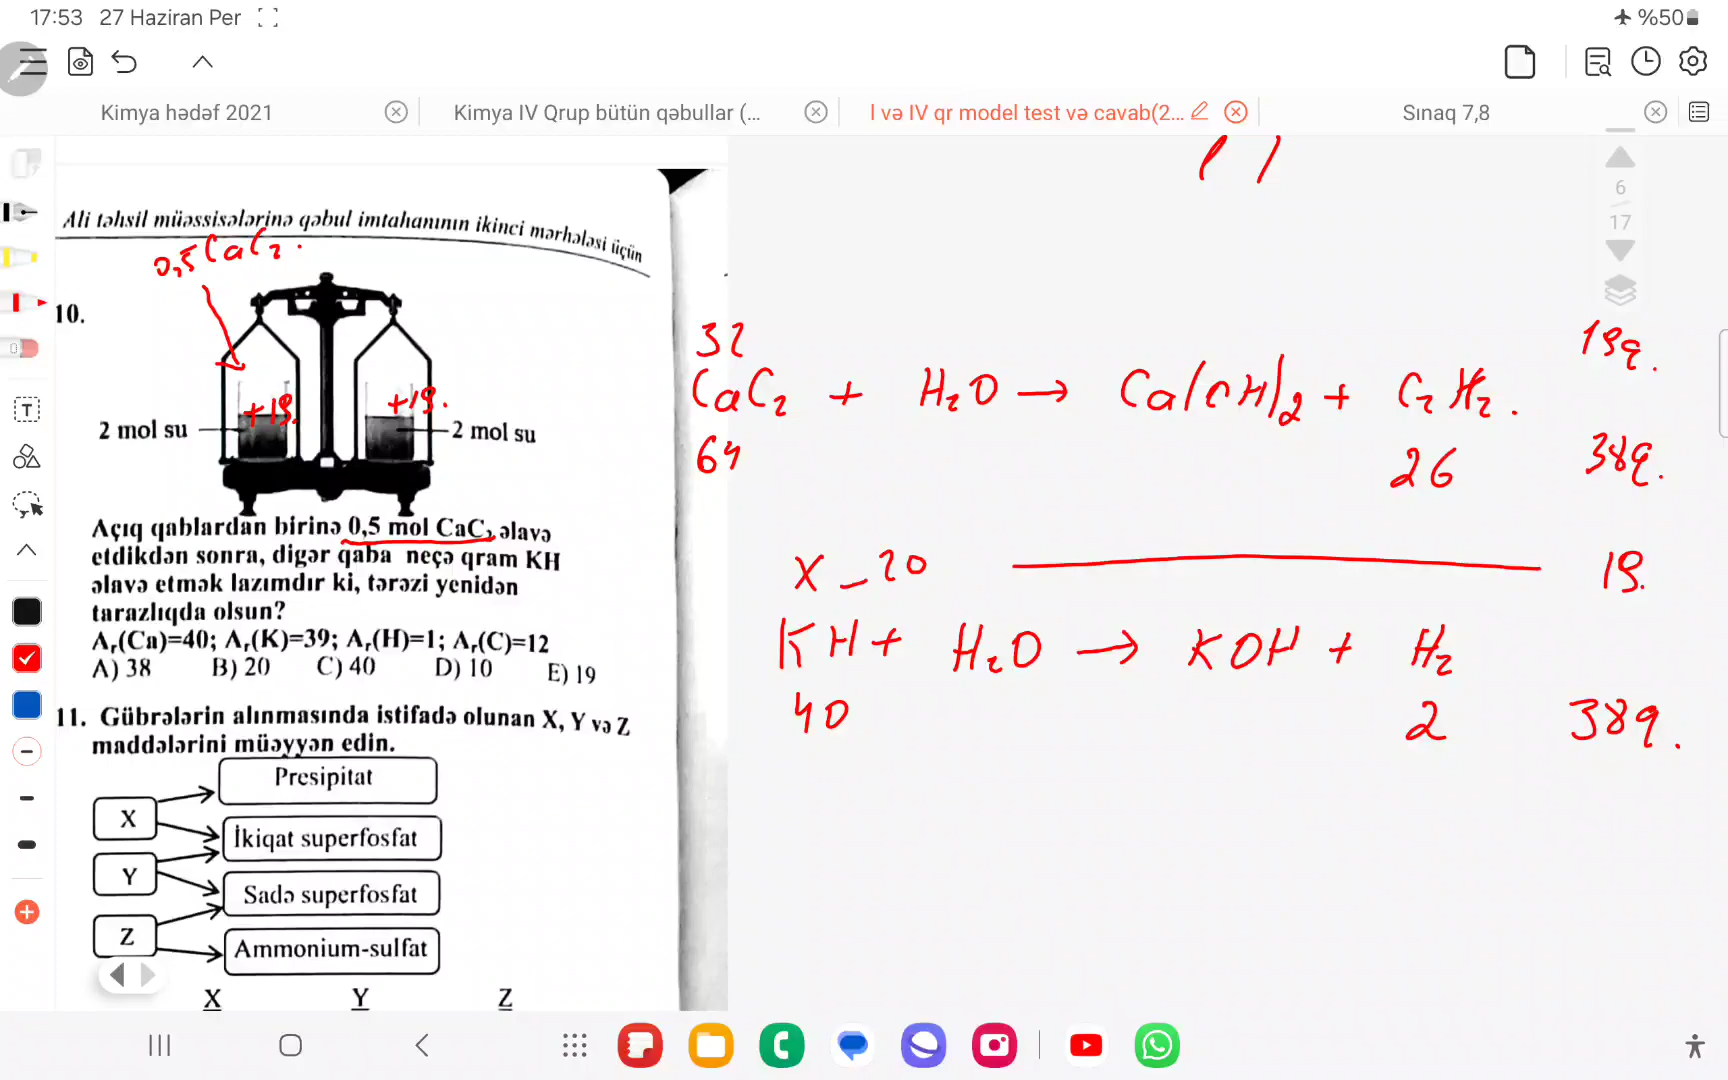 17:53 27 Haziran Per
%50
Kimya hədəf 2021
Kimya IV Qrup bütün qəbullar (...
I və IV qr model test və cavab(2...
Sınaq 7,8
6
17
Ali təhsil müəssisələrinə qəbul imtahanının ikinci mərhələsi üçün
0,5 CaC2.
10.
+19.
+19.
2 mol su
2 mol su
Açıq qablardan birinə 0,5 mol CaC2 əlavə
etdikdən sonra, digər qaba neçə qram KH
əlavə etmək lazımdır ki, tərəzi yenidən
tarazlıqda olsun?
Ar(Ca)=40; Ar(K)=39; Ar(H)=1; Ar(C)=12
A) 38 B) 20 C) 40 D) 10 E) 19
11. Gübrələrin alınmasında istifadə olunan X, Y və Z
maddələrini müəyyən edin.
X
Y
Z
Presipitat
İkiqat superfosfat
Sadə superfosfat
Ammonium-sulfat
X Y Z
32 19q.
CaC2 + H2O → Ca(OH)2 + C2H2.
64 26 38q.
X – 20 19.
KH + H2O → KOH + H2
40 2 38q.